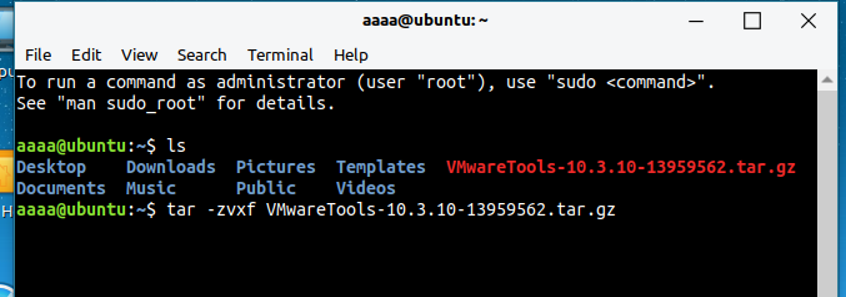 aaaa@ubuntu: ~
File Edit View Search Terminal Help
To run a command as administrator (user "root"), use "sudo <command>".
See "man sudo_root" for details.
aaaa@ubuntu:~$ ls
Desktop Downloads Pictures Templates VMwareTools-10.3.10-13959562.tar.gz
Documents Music Public Videos
aaaa@ubuntu:~$ tar -zvxf VMwareTools-10.3.10-13959562.tar.gz